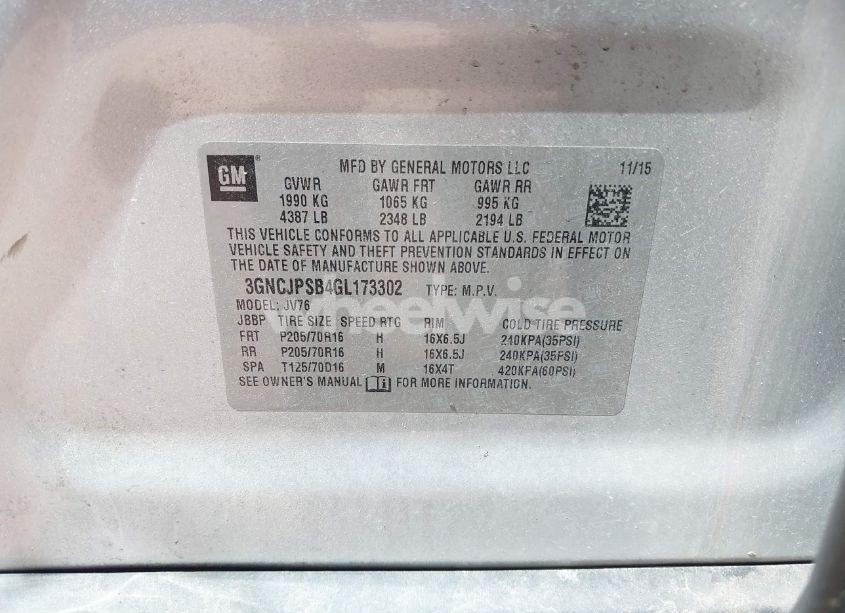 GM
MFD BY GENERAL MOTORS LLC 11/15
GVWR GAWR FRT GAWR RR
1990 KG 1065 KG 995 KG
4387 LB 2348 LB 2194 LB
THIS VEHICLE CONFORMS TO ALL APPLICABLE U.S. FEDERAL MOTOR
VEHICLE SAFETY AND THEFT PREVENTION STANDARDS IN EFFECT ON
THE DATE OF MANUFACTURE SHOWN ABOVE.
3GNCJPSB4GL173302 TYPE: M.P.V.
MODEL: JV76
wheelwise
JBBP TIRE SIZE SPEED RTG RIM COLD TIRE PRESSURE
FRT P205/70R16 H 16X6.5J 240KPA(35PSI)
RR P205/70R16 H 16X6.5J 240KPA(35PSI)
SPA T125/70D16 M 16X4T 420KPA(60PSI)
SEE OWNER'S MANUAL FOR MORE INFORMATION.